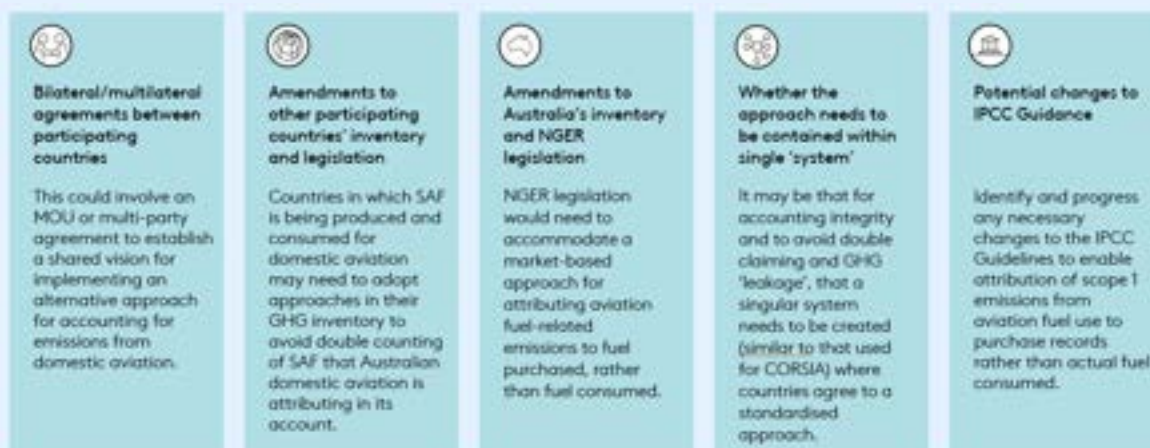 Bilateral/multilateral
agreements between
participating
countries
This could involve an
MOU or multi-party
agreement to establish
a shared vision for
implementing an
alternative approach
for accounting for
emissions from
domestic aviation.
Amendments to
other participating
countries' inventory
and legislation
Countries in which SAF
is being produced and
consumed for
domestic aviation
may need to adopt
approaches in their
GHG inventory to
avoid double counting
of SAF that Australian
domestic aviation is
attributing in its
account.
Amendments to
Australia's inventory
and NGER
legislation
NGER legislation
would need to
accommodate a
market-based
approach for
attributing aviation
fuel-related
emissions to fuel
purchased, rather
than fuel consumed.
Whether the
approach needs to
be contained within
single 'system'
It may be that for
accounting integrity
and to avoid double
claiming and GHG
'leakage', that a
singular system
needs to be created
(similar to that used
for CORSIA) where
countries agree to a
standardised
approach.
Potential changes to
IPCC Guidance
Identify and progress
any necessary
changes to the IPCC
Guidelines to enable
attribution of scope 1
emissions from
aviation fuel use to
purchase records
rather than actual fuel
consumed.